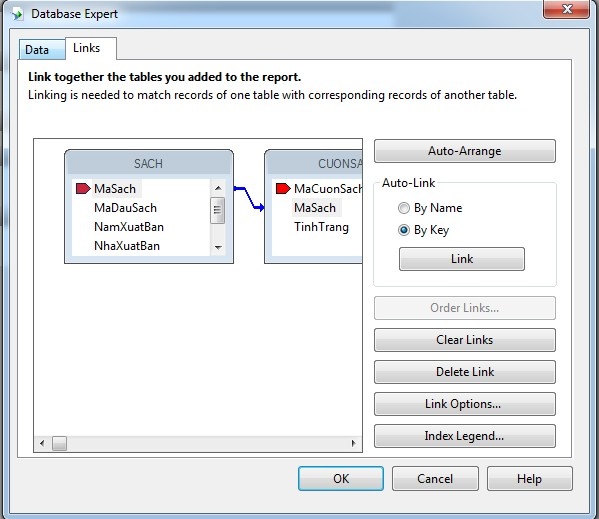 Database Expert
Data
Links
Link together the tables you added to the report.
Linking is needed to match records of one table with corresponding records of another table.
SACH
MaSach
MaDauSach
NamXuatBan
NhaXuatBan
CUONSA
MaCuonSach
MaSach
TinhTrang
Auto-Arrange
Auto-Link
By Name
By Key
Link
Order Links...
Clear Links
Delete Link
Link Options...
Index Legend...
OK
Cancel
Help